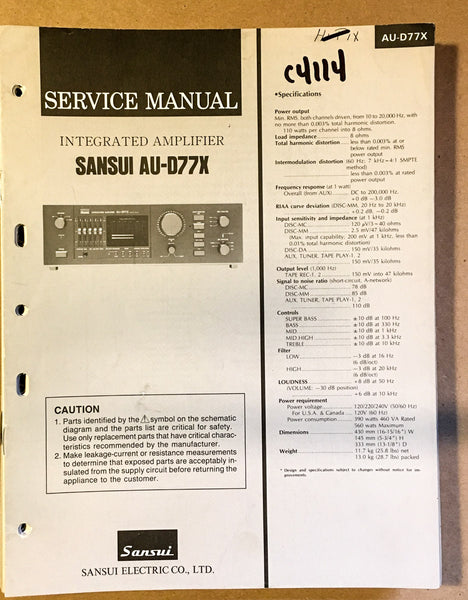 AU-D77X
C4114
SERVICE MANUAL
INTEGRATED AMPLIFIER
SANSUI AU-D77X
CAUTION
1. Parts identified by the ⚠ symbol on the schematic
diagram and the parts list are critical for safety.
Use only replacement parts that have critical charac-
teristics recommended by the manufacturer.
2. Make leakage-current or resistance measurements
to determine that exposed parts are acceptably in-
sulated from the supply circuit before returning the
appliance to the customer.
Sansui
SANSUI ELECTRIC CO., LTD.
•Specifications
Power output
Min. RMS, both channels driven, from 10 to 20,000 Hz, with
no more than 0.003% total harmonic distortion.
110 watts per channel into 8 ohms
Load impedance ........ 8 ohms
Total harmonic distortion ........ less than 0.003% at or
below rated min. RMS
power output
Intermodulation distortion (60 Hz: 7 kHz=4:1 SMPTE
method)
........ less than 0.003% at rated
power output
Frequency response (at 1 watt)
Overall (from AUX) ........ DC to 200,000 Hz,
+0 dB −3.0 dB
RIAA curve deviation (DISC-MM, 20 Hz to 20 kHz)
........ +0.2 dB, −0.2 dB
Input sensitivity and impedance (at 1 kHz)
DISC-MC ........ 120 μV/3~40 ohms
DISC-MM ........ 2.5 mV/47 kilohms
(Max. input capability, 200 mV at 1 kHz, less than
0.01% total harmonic distortion)
DISC-DA ........ 150 mV/35 kilohms
AUX, TUNER, TAPE PLAY-1, 2
........ 150 mV/35 kilohms
Output level (1,000 Hz)
TAPE REC-1, 2 ........ 150 mV into 47 kilohms
Signal to noise ratio (short-circuit, A-network)
DISC-MC ........ 78 dB
DISC-MM ........ 85 dB
AUX, TUNER, TAPE PLAY-1, 2
110 dB
Controls
SUPER BASS ........ ±10 dB at 100 Hz
BASS ........ ±10 dB at 330 Hz
MID ........ ±10 dB at 1 kHz
MID.HIGH ........ ±10 dB at 3.3 kHz
TREBLE ........ ±10 dB at 10 kHz
Filter
LOW ........ −3 dB at 16 Hz
(6 dB/oct)
HIGH ........ −3 dB at 20 kHz
(6 dB/oct)
LOUDNESS ........ +8 dB at 50 Hz
(VOLUME: −30 dB position)
+6 dB at 10 kHz
Power requirement
Power voltage ........ 120/220/240V (50/60 Hz)
For U.S.A. & Canada ........ 120V (60 Hz)
Power consumption ........ 390 watts 460 VA Rated
560 watts Maximum
Dimensions ........ 430 mm (16-15/16") W
145 mm (5-3/4") H
333 mm (13-1/8") D
Weight ........ 11.7 kg (25.8 lbs) net
13.0 kg (28.7 lbs) packed
* Design and specifications subject to changes without notice for im-
provements.